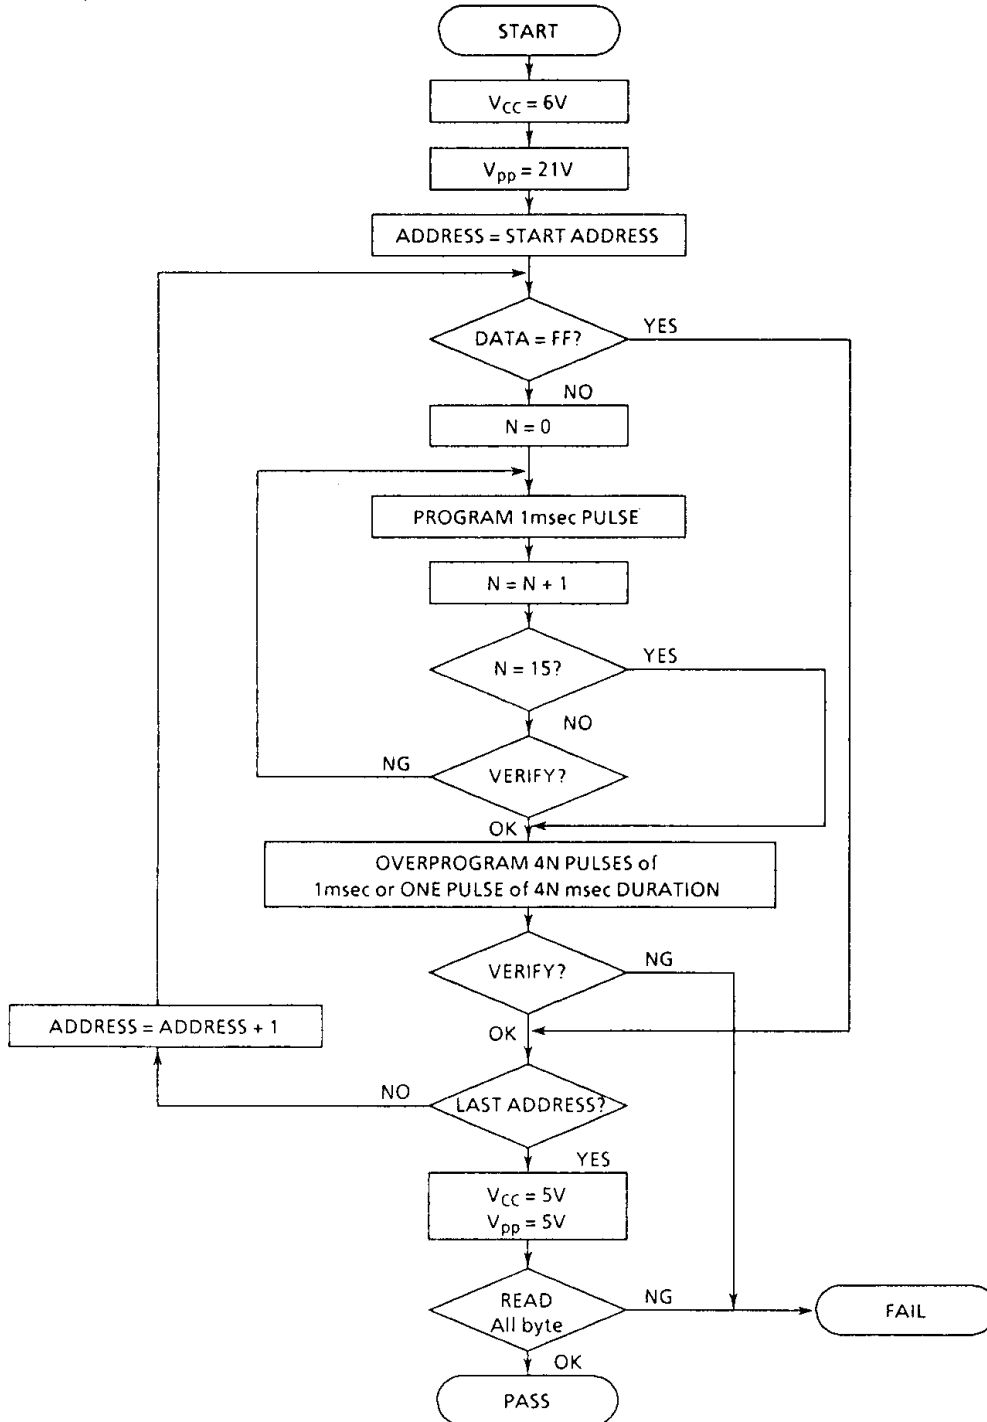 START
V_CC = 6V
V_pp = 21V
ADDRESS = START ADDRESS
DATA = FF?
YES
NO
N = 0
PROGRAM 1msec PULSE
N = N + 1
N = 15?
YES
NO
VERIFY?
NG
OK
OVERPROGRAM 4N PULSES of
1msec or ONE PULSE of 4N msec DURATION
VERIFY?
NG
OK
ADDRESS = ADDRESS + 1
LAST ADDRESS?
NO
YES
V_CC = 5V
V_pp = 5V
READ
All byte
NG
FAIL
OK
PASS